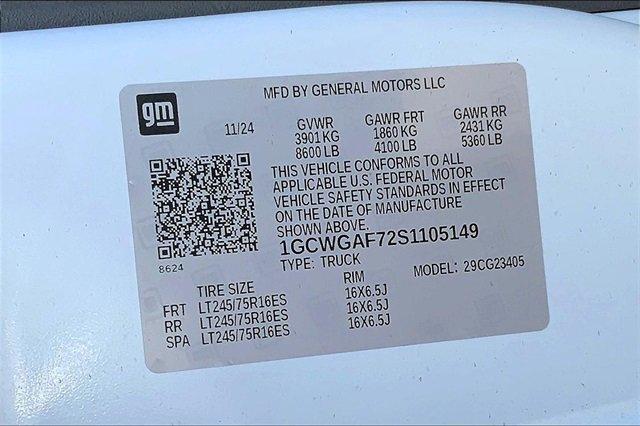 MFD BY GENERAL MOTORS LLC
gm
11/24 GVWR GAWR FRT GAWR RR
3901 KG 1860 KG 2431 KG
8600 LB 4100 LB 5360 LB
THIS VEHICLE CONFORMS TO ALL
APPLICABLE U.S. FEDERAL MOTOR
VEHICLE SAFETY STANDARDS IN EFFECT
ON THE DATE OF MANUFACTURE
SHOWN ABOVE.
1GCWGAF72S1105149
8624
TYPE: TRUCK MODEL: 29CG23405
TIRE SIZE RIM
FRT LT245/75R16ES 16X6.5J
RR LT245/75R16ES 16X6.5J
SPA LT245/75R16ES 16X6.5J